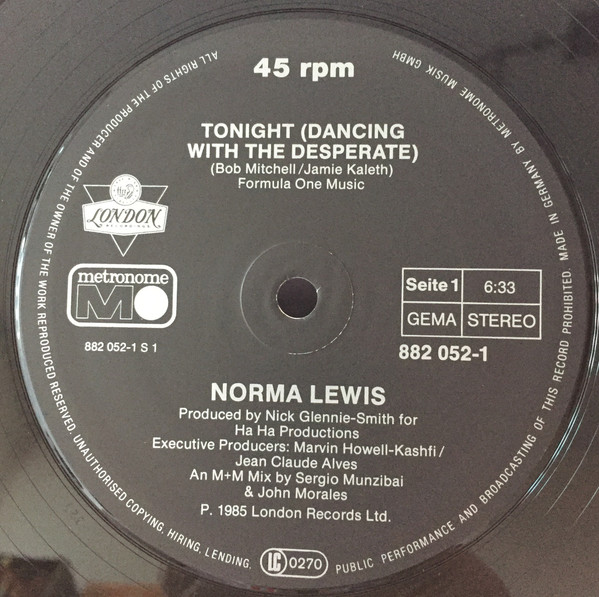 45 rpm
TONIGHT (DANCING
WITH THE DESPERATE)
(Bob Mitchell/Jamie Kaleth)
Formula One Music
LONDON
RECORDINGS
metronome
882 052-1 S 1
Seite 1 6:33
GEMA STEREO
882 052-1
NORMA LEWIS
Produced by Nick Glennie-Smith for
Ha Ha Productions
Executive Producers: Marvin Howell-Kashfi/
Jean Claude Alves
An M+M Mix by Sergio Munzibai
& John Morales
P. 1985 London Records Ltd.
LC 0270
ALL RIGHTS OF THE PRODUCER AND OF THE OWNER OF THE WORK REPRODUCED RESERVED. UNAUTHORISED COPYING, HIRING, LENDING, PUBLIC PERFORMANCE AND BROADCASTING OF THIS RECORD PROHIBITED. MADE IN GERMANY BY METRONOME MUSIK GMBH